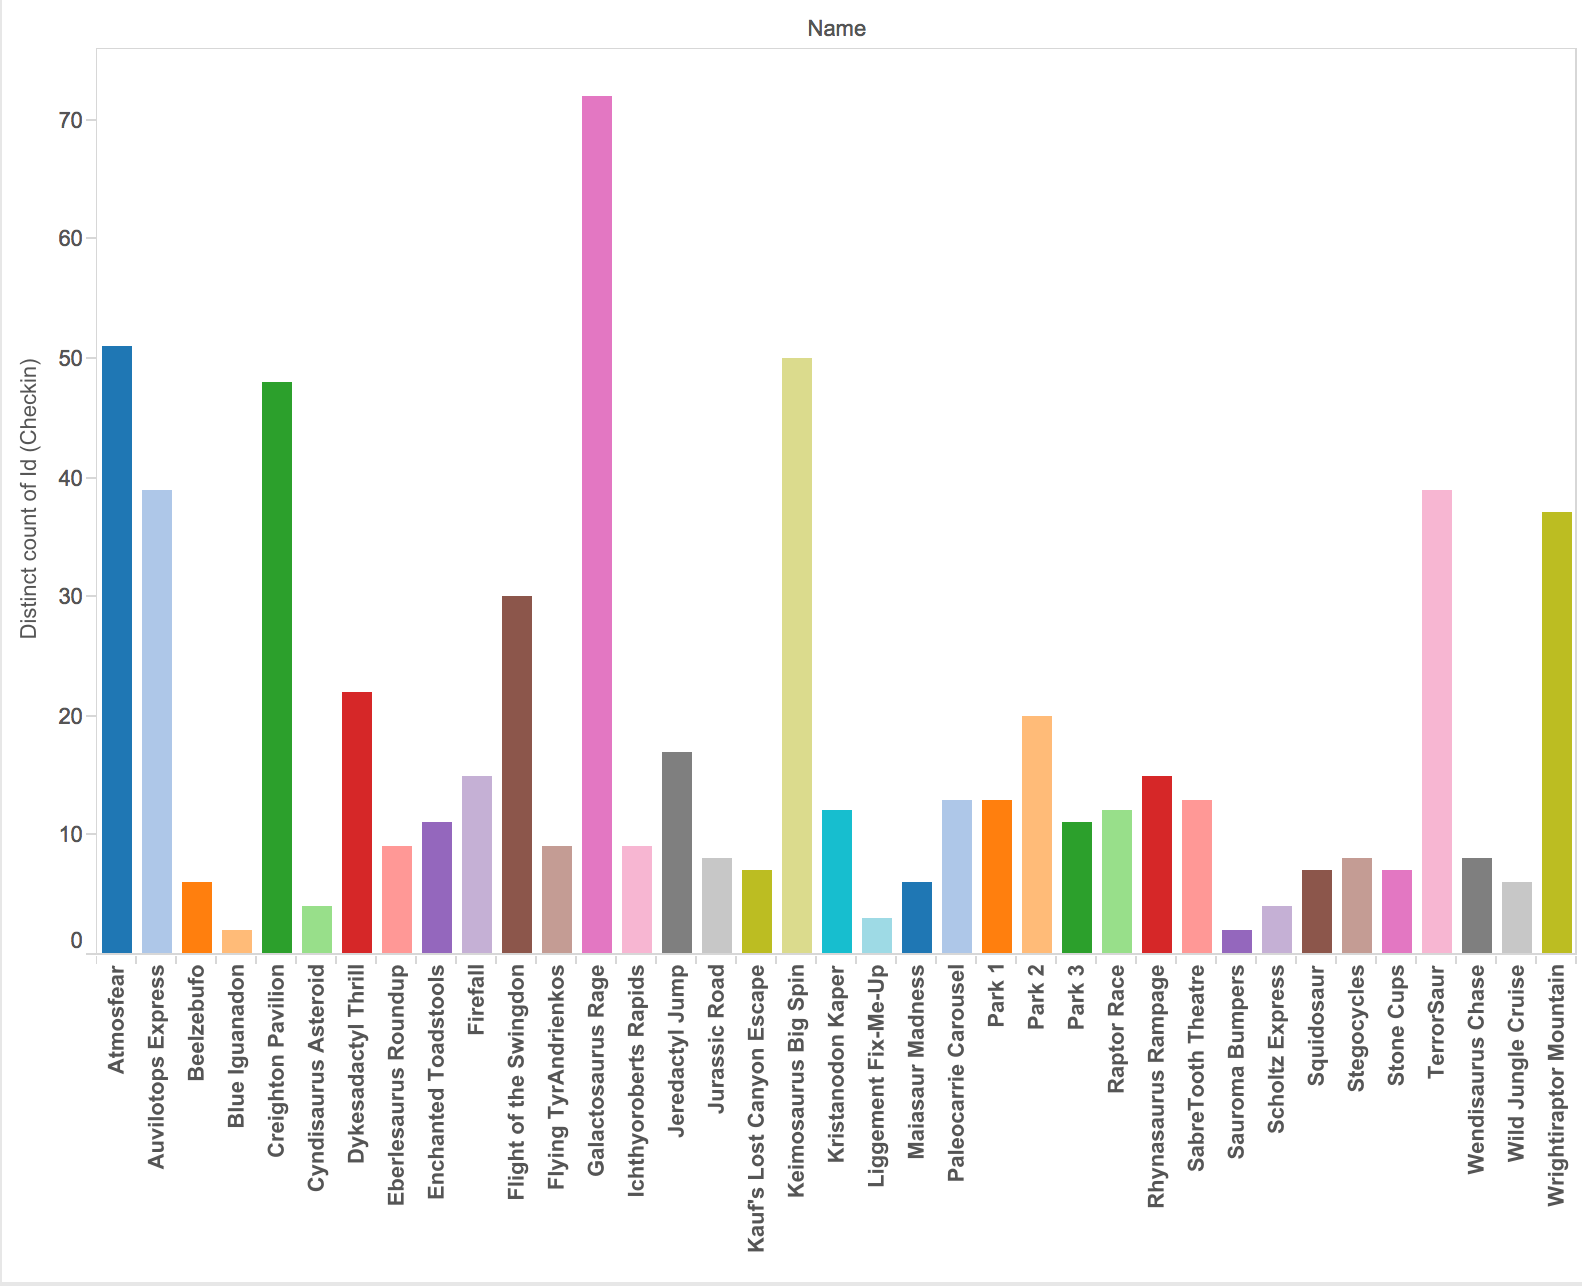 Name
Distinct count of Id (Checkin)
70
60
50
40
30
20
10
0
Atmosfear
Auvilotops Express
Beelzebufo
Blue Iguanadon
Creighton Pavilion
Cyndisaurus Asteroid
Dykesadactyl Thrill
Eberlesaurus Roundup
Enchanted Toadstools
Firefall
Flight of the Swingdon
Flying TyrAndrienkos
Galactosaurus Rage
Ichthyoroberts Rapids
Jeredactyl Jump
Jurassic Road
Kauf's Lost Canyon Escape
Keimosaurus Big Spin
Kristanodon Kaper
Liggement Fix-Me-Up
Maiasaur Madness
Paleocarrie Carousel
Park 1
Park 2
Park 3
Raptor Race
Rhynasaurus Rampage
SabreTooth Theatre
Sauroma Bumpers
Scholtz Express
Squidosaur
Stegocycles
Stone Cups
TerrorSaur
Wendisaurus Chase
Wild Jungle Cruise
Wrightiraptor Mountain